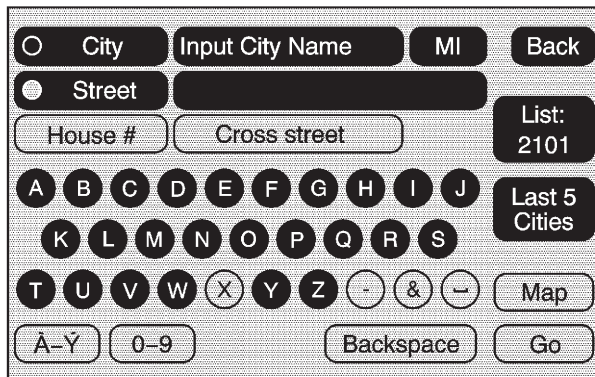 City Input City Name MI Back
Street
List:
2101
House # Cross street
A B C D E F G H I J
Last 5
Cities
K L M N O P Q R S
T U V W X Y Z - & ⌴ Map
À–Ý 0–9 Backspace Go